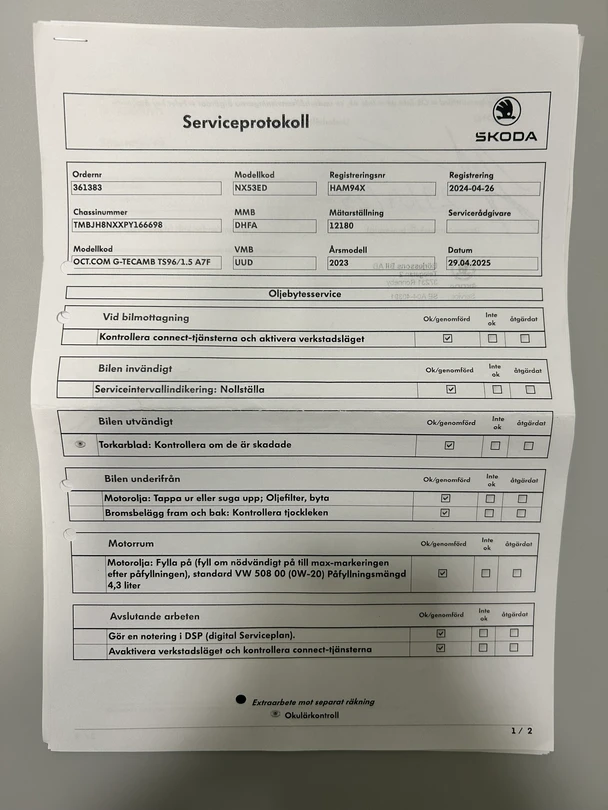 Serviceprotokoll
SKODA
Ordernr Modellkod Registreringsnr Registrering
361383 NX53ED HAM94X 2024-04-26
Chassinummer MMB Mätarställning Servicerådgivare
TMBJH8NXXPY166698 DHFA 12180
Modellkod VMB Årsmodell Datum
OCT.COM G-TECAMB TS96/1.5 A7F UUD 2023 29.04.2025
Oljebytesservice
Vid bilmottagning Ok/genomförd Inte ok åtgärdat
Kontrollera connect-tjänsterna och aktivera verkstadsläget
Bilen invändigt Ok/genomförd Inte ok åtgärdat
Serviceintervallindikering: Nollställa
Bilen utvändigt Ok/genomförd Inte ok åtgärdat
Torkarblad: Kontrollera om de är skadade
Bilen underifrån Ok/genomförd Inte ok åtgärdat
Motorolja: Tappa ur eller suga upp; Oljefilter, byta
Bromsbelägg fram och bak: Kontrollera tjockleken
Motorrum Ok/genomförd Inte ok åtgärdat
Motorolja: Fylla på (fyll om nödvändigt på till max-markeringen
efter påfyllningen), standard VW 508 00 (0W-20) Påfyllningsmängd
4,3 liter
Avslutande arbeten Ok/genomförd Inte ok åtgärdat
Gör en notering i DSP (digital Serviceplan).
Avaktivera verkstadsläget och kontrollera connect-tjänsterna
Extraarbete mot separat räkning
Okulärkontroll
1 / 2